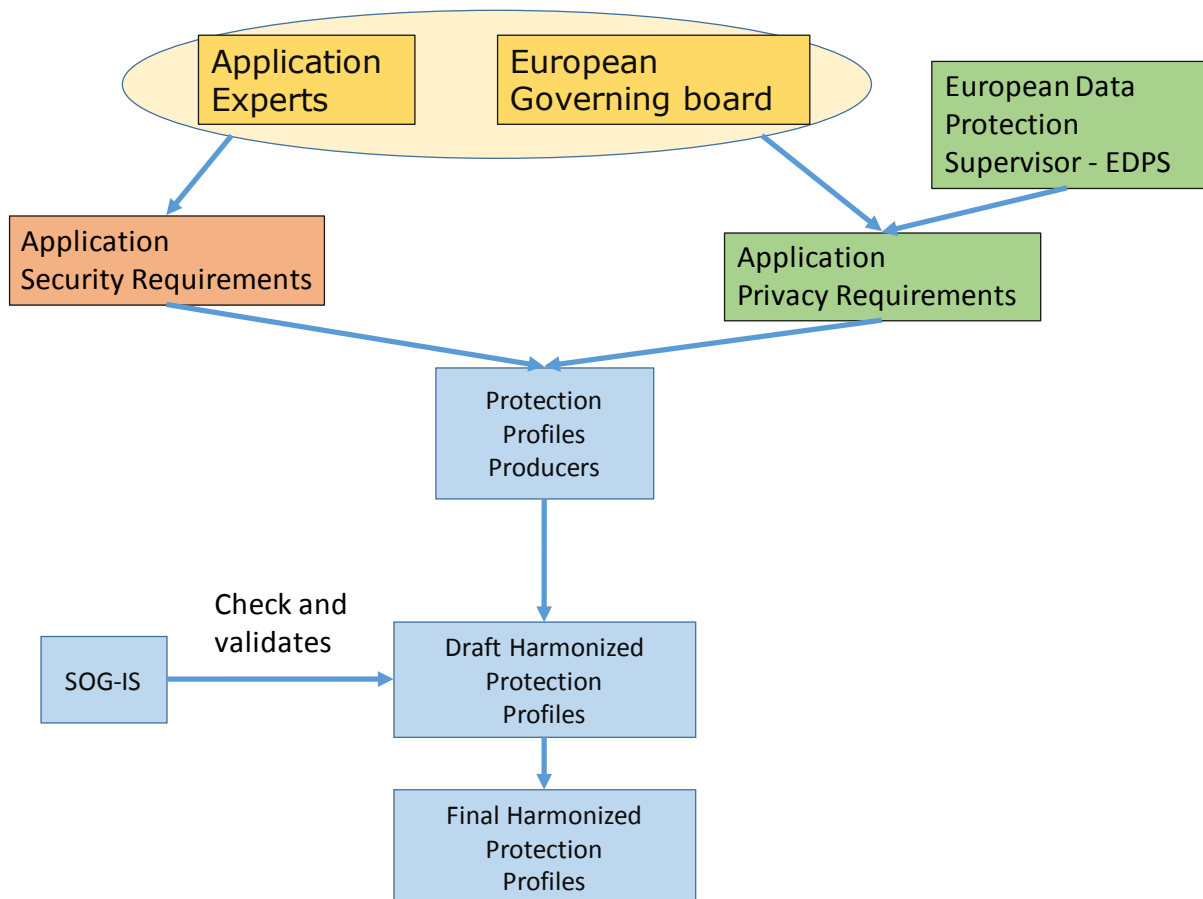 Application
Experts
European
Governing board
European Data
Protection
Supervisor - EDPS
Application
Security Requirements
Application
Privacy Requirements
Protection
Profiles
Producers
Check and
validates
SOG-IS
Draft Harmonized
Protection
Profiles
Final Harmonized
Protection
Profiles